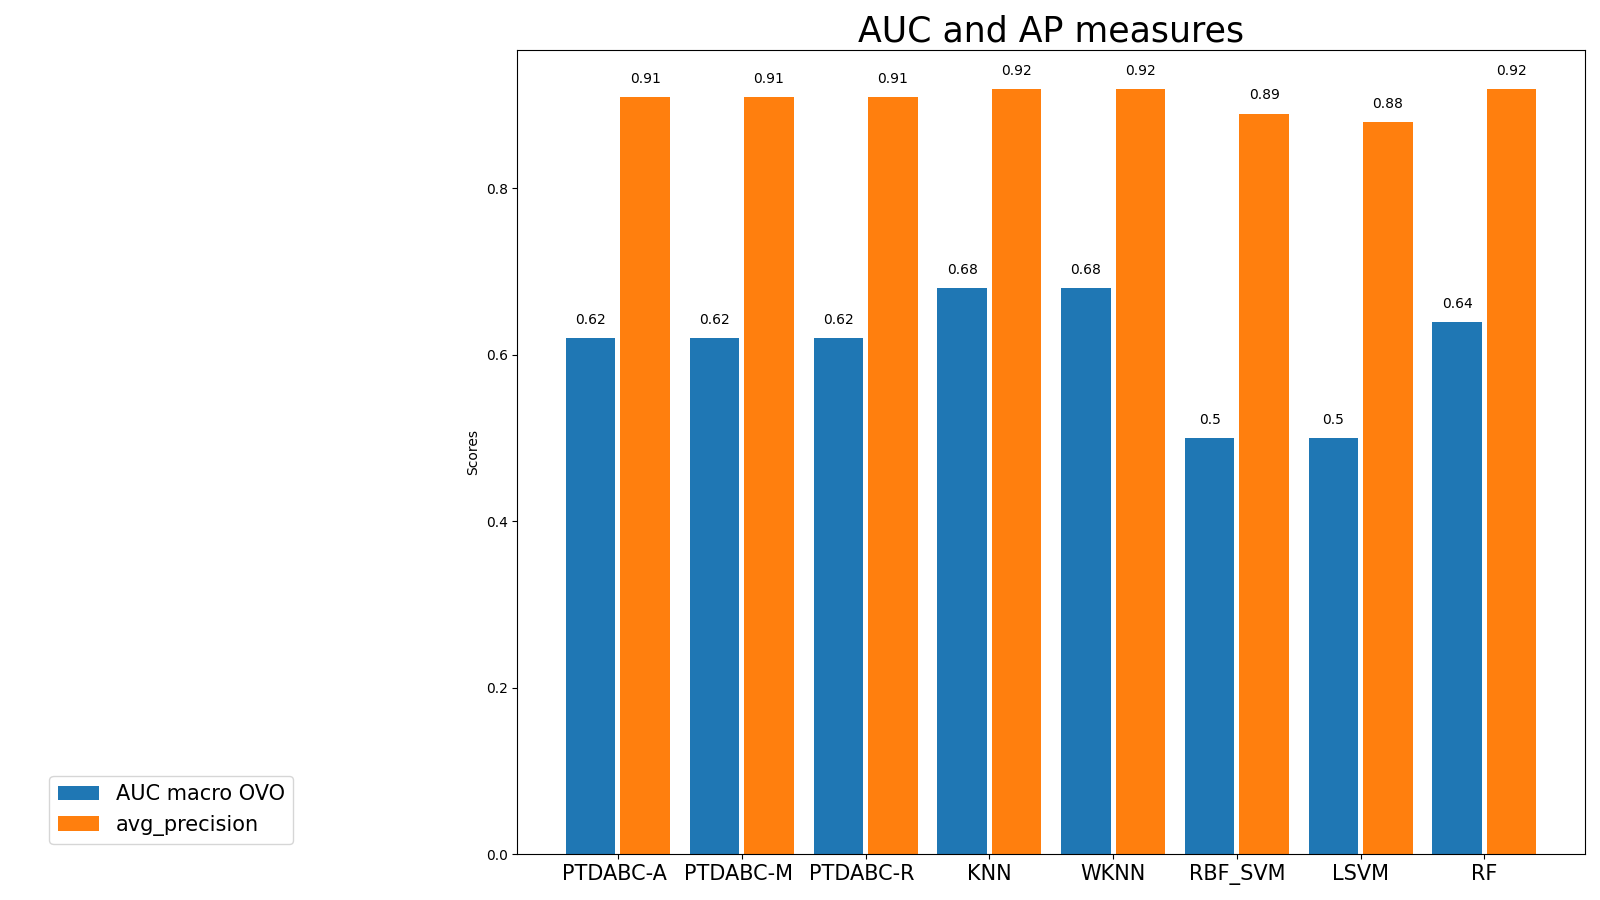 AUC and AP measures
0.91 0.91 0.91 0.92 0.92 0.89 0.88 0.92
0.62 0.62 0.62 0.68 0.68 0.5 0.5 0.64
0.8
0.6
0.4
0.2
0.0
Scores
PTDABC-A PTDABC-M PTDABC-R KNN WKNN RBF_SVM LSVM RF
AUC macro OVO
avg_precision